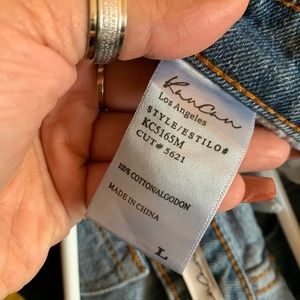 KanCan
Los Angeles
STYLE/ESTILO#
KC5165M
CUT# 5621
100% COTTON/ALGODON
MADE IN CHINA
L